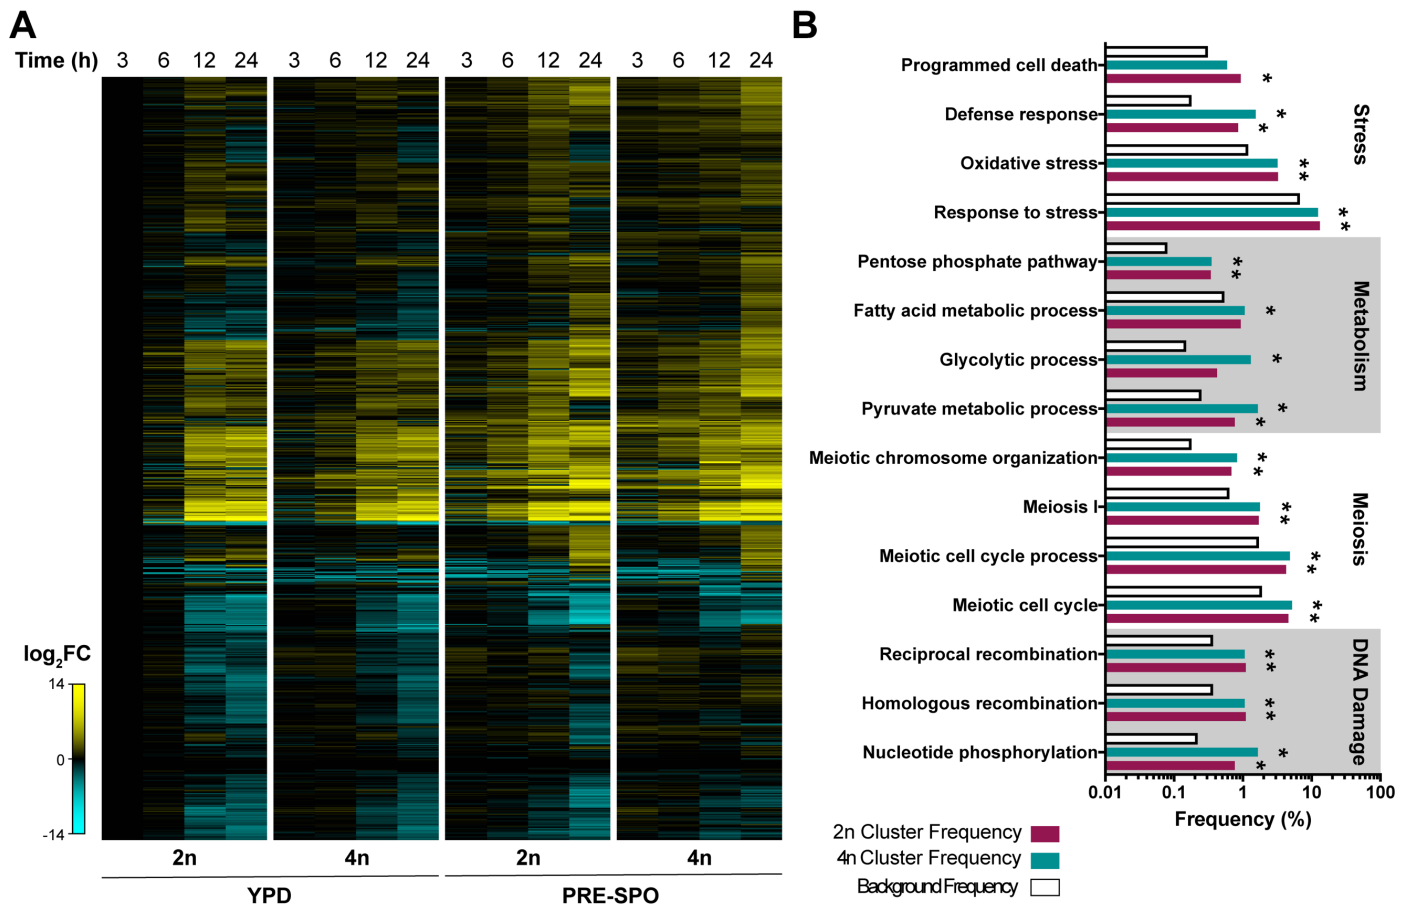 A
Time (h) 3 6 12 24 3 6 12 24 3 6 12 24 3 6 12 24
log2FC
14
0
-14
2n 4n 2n 4n
YPD PRE-SPO
B
Programmed cell death *
Defense response * *
Oxidative stress * *
Response to stress * *
Stress
Pentose phosphate pathway * *
Fatty acid metabolic process *
Glycolytic process *
Pyruvate metabolic process * *
Metabolism
Meiotic chromosome organization * *
Meiosis I * *
Meiotic cell cycle process * *
Meiotic cell cycle * *
Meiosis
Reciprocal recombination * *
Homologous recombination * *
Nucleotide phosphorylation * *
DNA Damage
0.01 0.1 1 10 100
Frequency (%)
2n Cluster Frequency
4n Cluster Frequency
Background Frequency